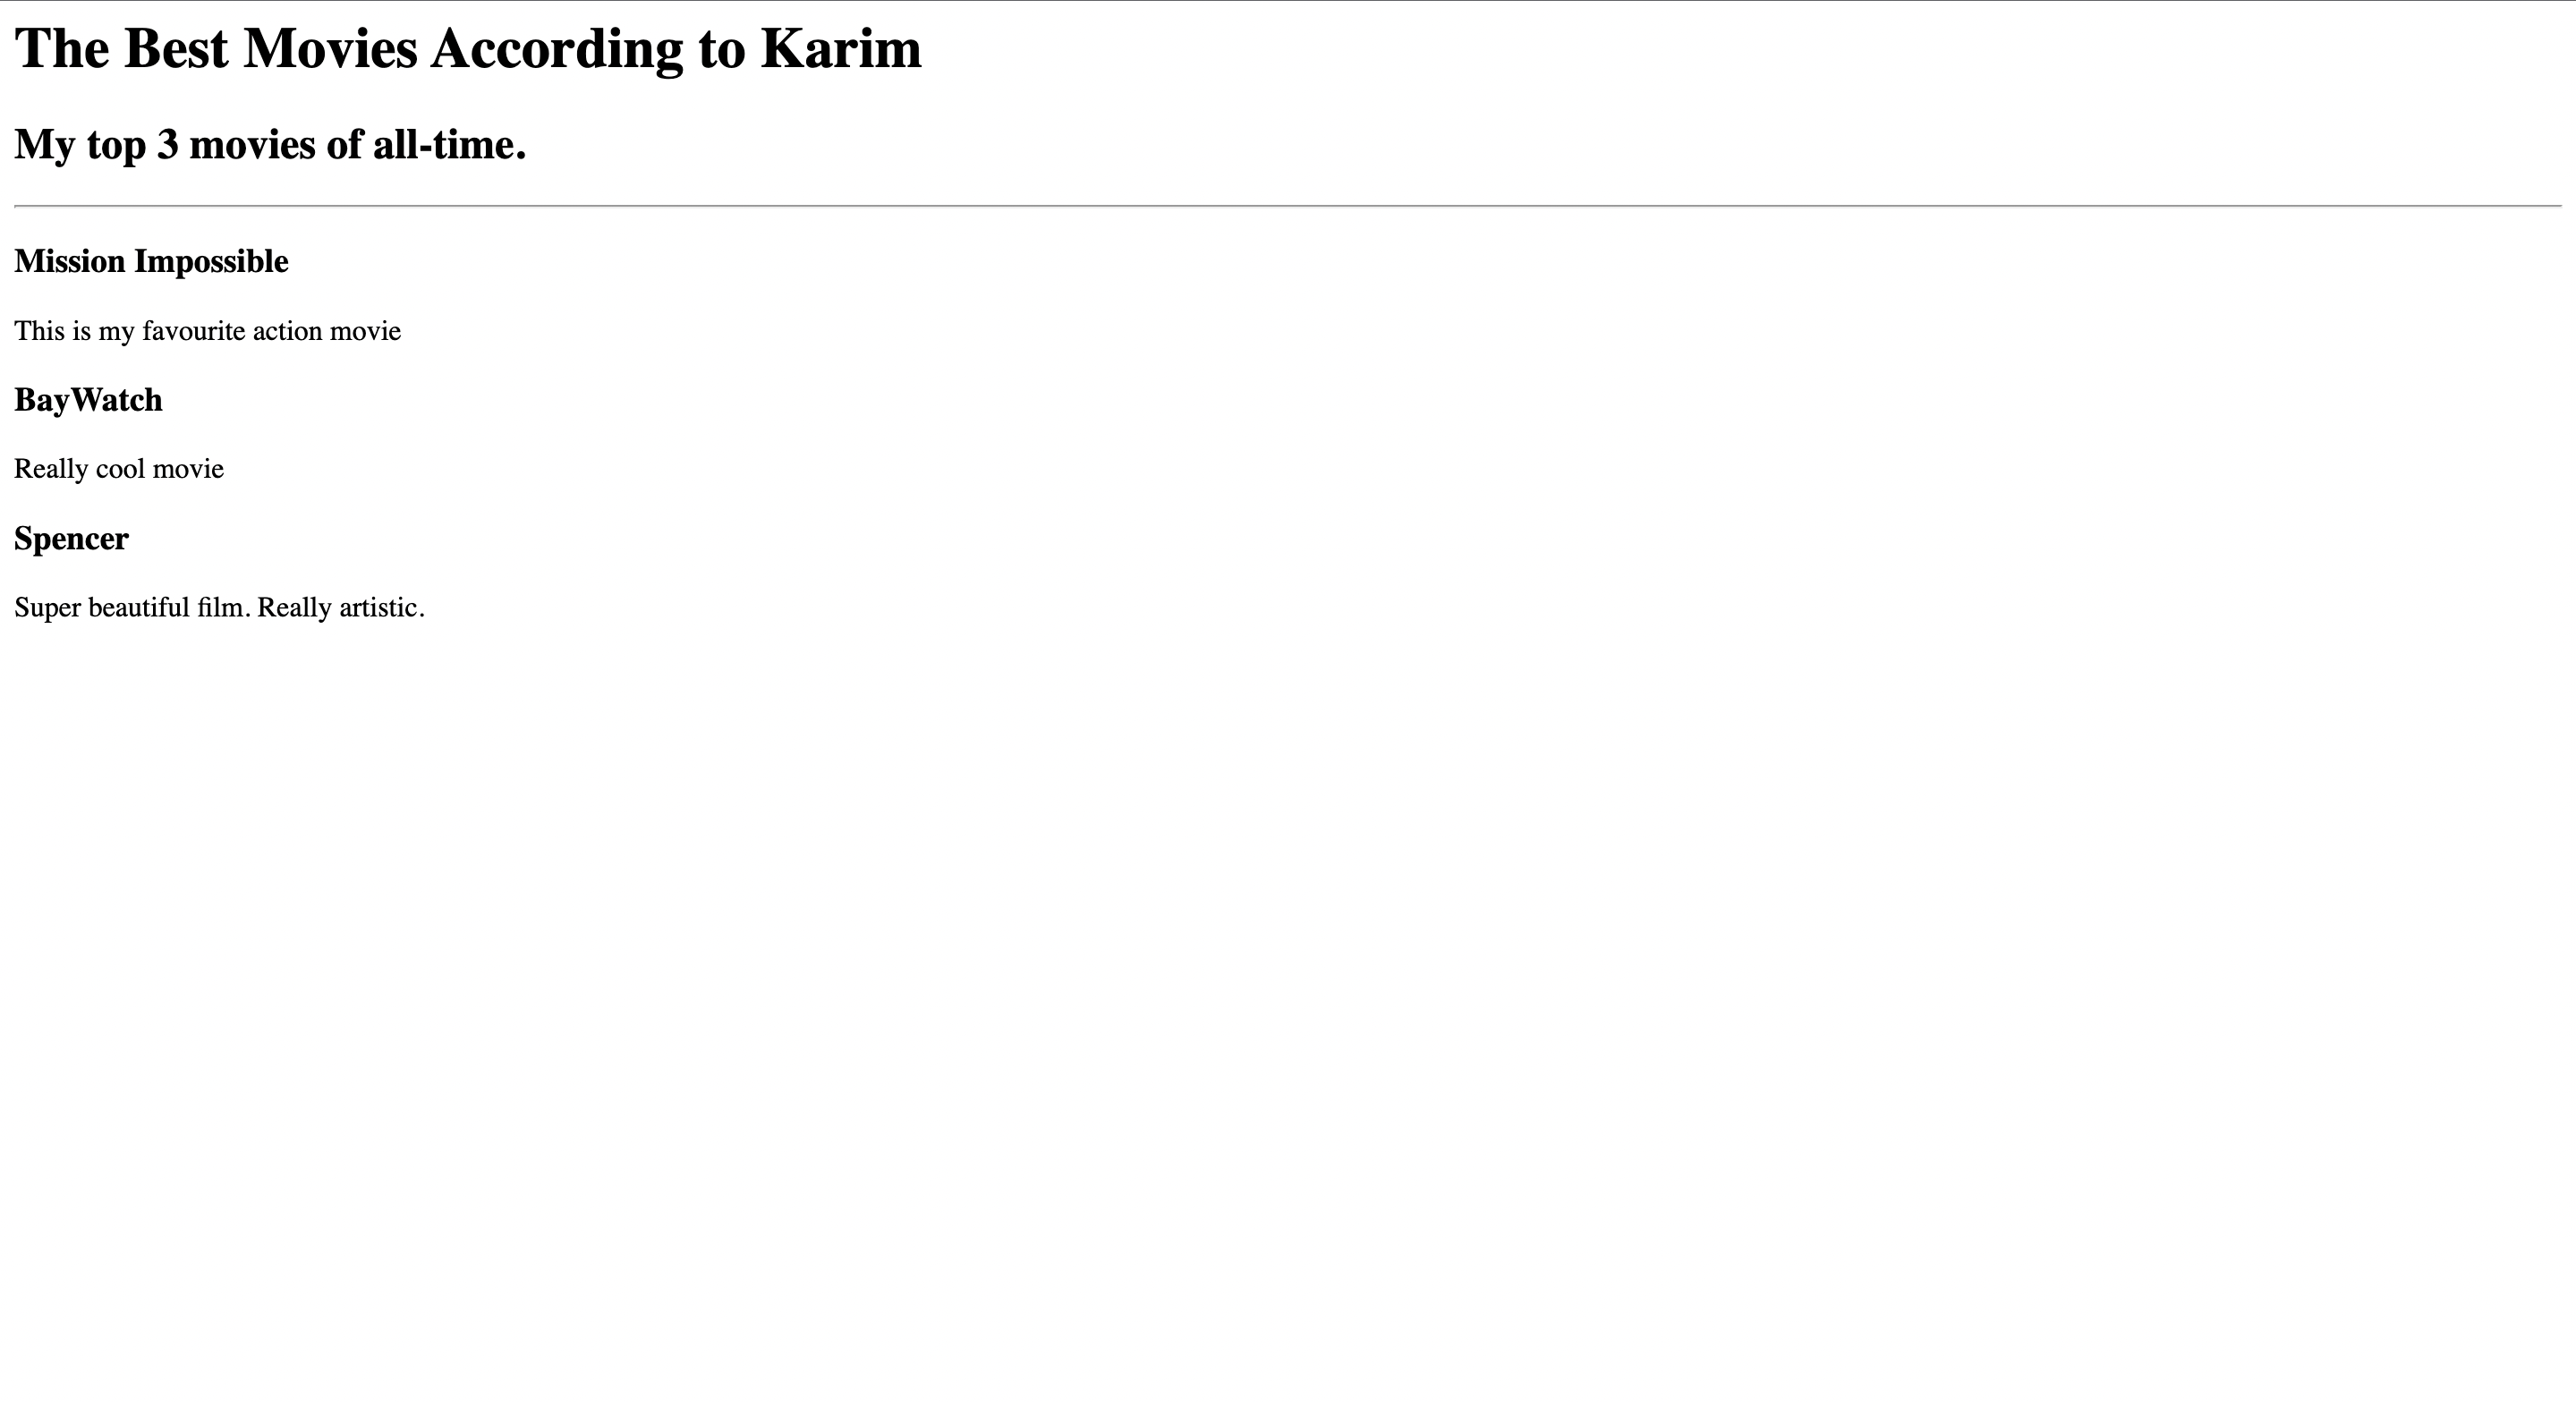 The Best Movies According to Karim
My top 3 movies of all-time.
Mission Impossible
This is my favourite action movie
BayWatch
Really cool movie
Spencer
Super beautiful film. Really artistic.